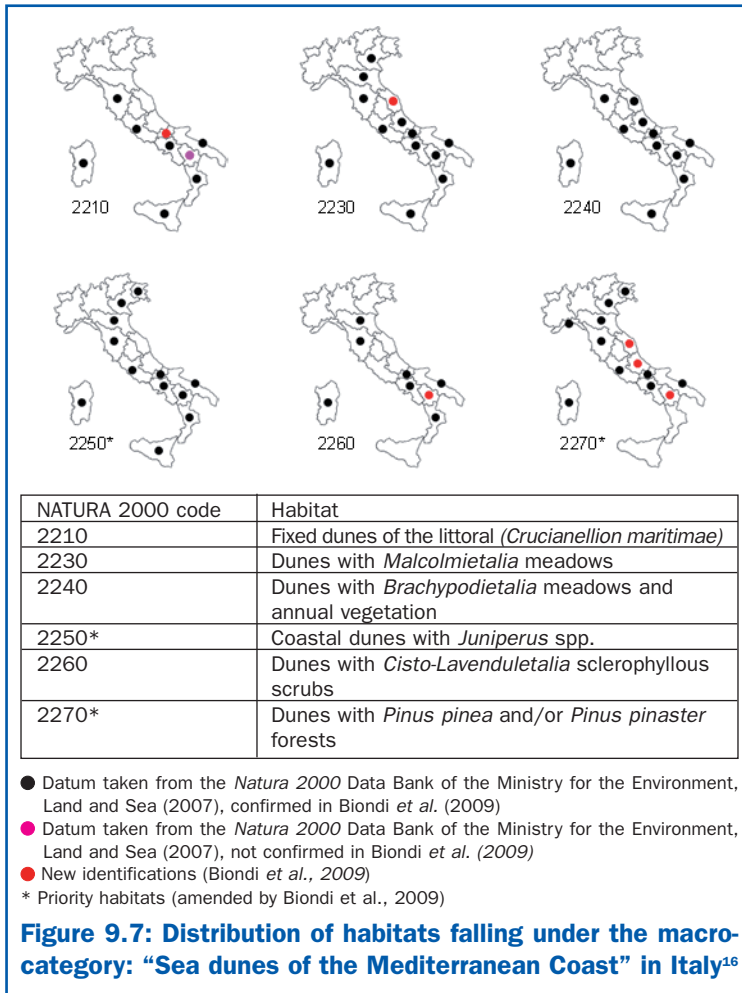 2210
2230
2240
2250*
2260
2270*
NATURA 2000 code Habitat
2210 Fixed dunes of the littoral (Crucianellion maritimae)
2230 Dunes with Malcolmietalia meadows
2240 Dunes with Brachypodietalia meadows and
annual vegetation
2250* Coastal dunes with Juniperus spp.
2260 Dunes with Cisto-Lavenduletalia sclerophyllous
scrubs
2270* Dunes with Pinus pinea and/or Pinus pinaster
forests
● Datum taken from the Natura 2000 Data Bank of the Ministry for the Environment,
Land and Sea (2007), confirmed in Biondi et al. (2009)
● Datum taken from the Natura 2000 Data Bank of the Ministry for the Environment,
Land and Sea (2007), not confirmed in Biondi et al. (2009)
● New identifications (Biondi et al., 2009)
* Priority habitats (amended by Biondi et al., 2009)
Figure 9.7: Distribution of habitats falling under the macro-
category: “Sea dunes of the Mediterranean Coast” in Italy¹⁶